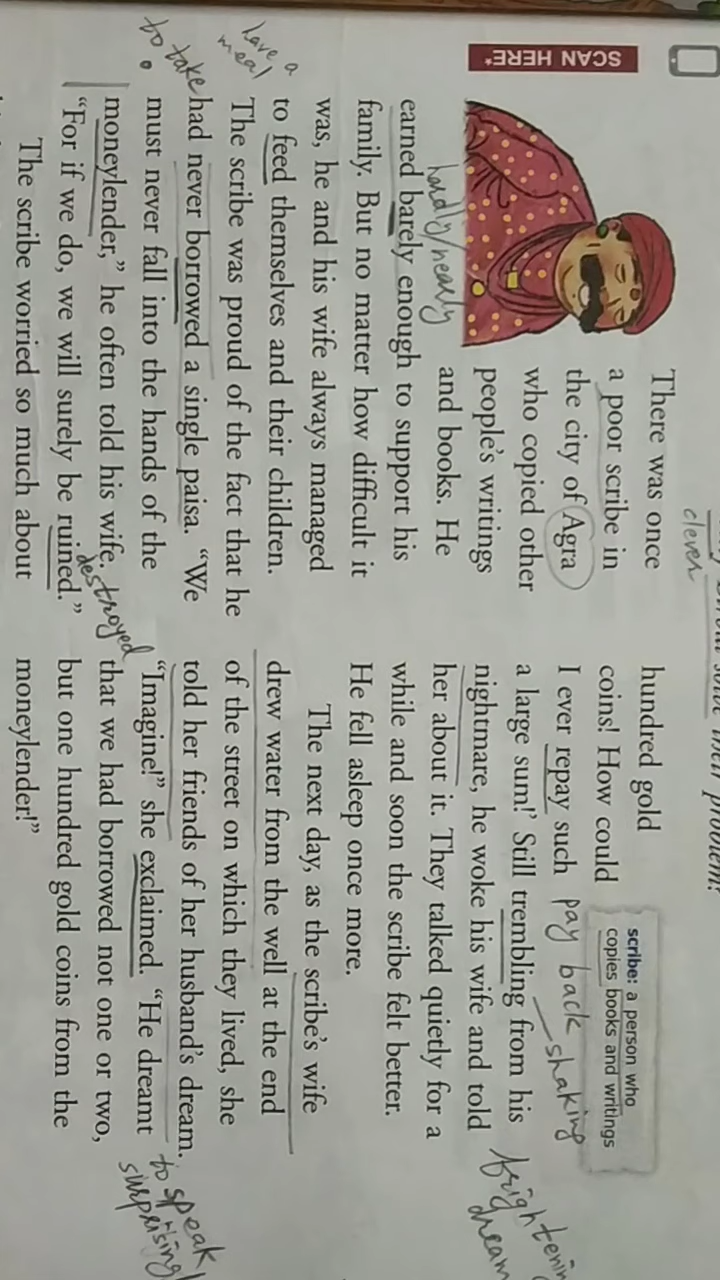 clever
their problem?
SCAN HERE*
There was once
a poor scribe in
the city of Agra
who copied other
people's writings
and books. He
hardly/nearly
earned barely enough to support his
family. But no matter how difficult it
was, he and his wife always managed
have a
meal
to feed themselves and their children.
The scribe was proud of the fact that he
to take
had never borrowed a single paisa. “We
must never fall into the hands of the
moneylender,” he often told his wife.
destroyed
“For if we do, we will surely be ruined.”
The scribe worried so much about
hundred gold
coins! How could
scribe: a person who
copies books and writings
I ever repay such
pay back
a large sum!’ Still trembling from his
shaking
nightmare, he woke his wife and told
frightening
dream
her about it. They talked quietly for a
while and soon the scribe felt better.
He fell asleep once more.
The next day, as the scribe's wife
drew water from the well at the end
of the street on which they lived, she
told her friends of her husband's dream.
“Imagine!” she exclaimed. “He dreamt
to speak
surprising
that we had borrowed not one or two,
but one hundred gold coins from the
moneylender!”